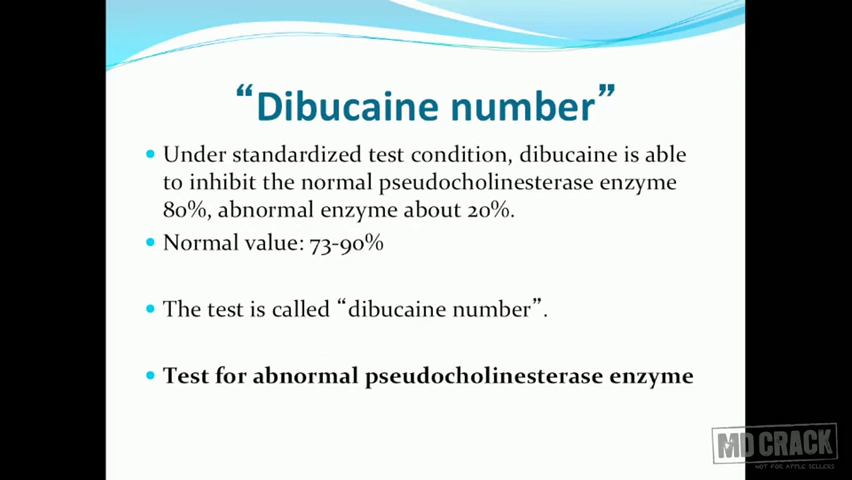 “Dibucaine number”
• Under standardized test condition, dibucaine is able
to inhibit the normal pseudocholinesterase enzyme
80%, abnormal enzyme about 20%.
• Normal value: 73-90%
• The test is called “dibucaine number”.
• Test for abnormal pseudocholinesterase enzyme
MD CRACK
NOT FOR APPLE SELLERS